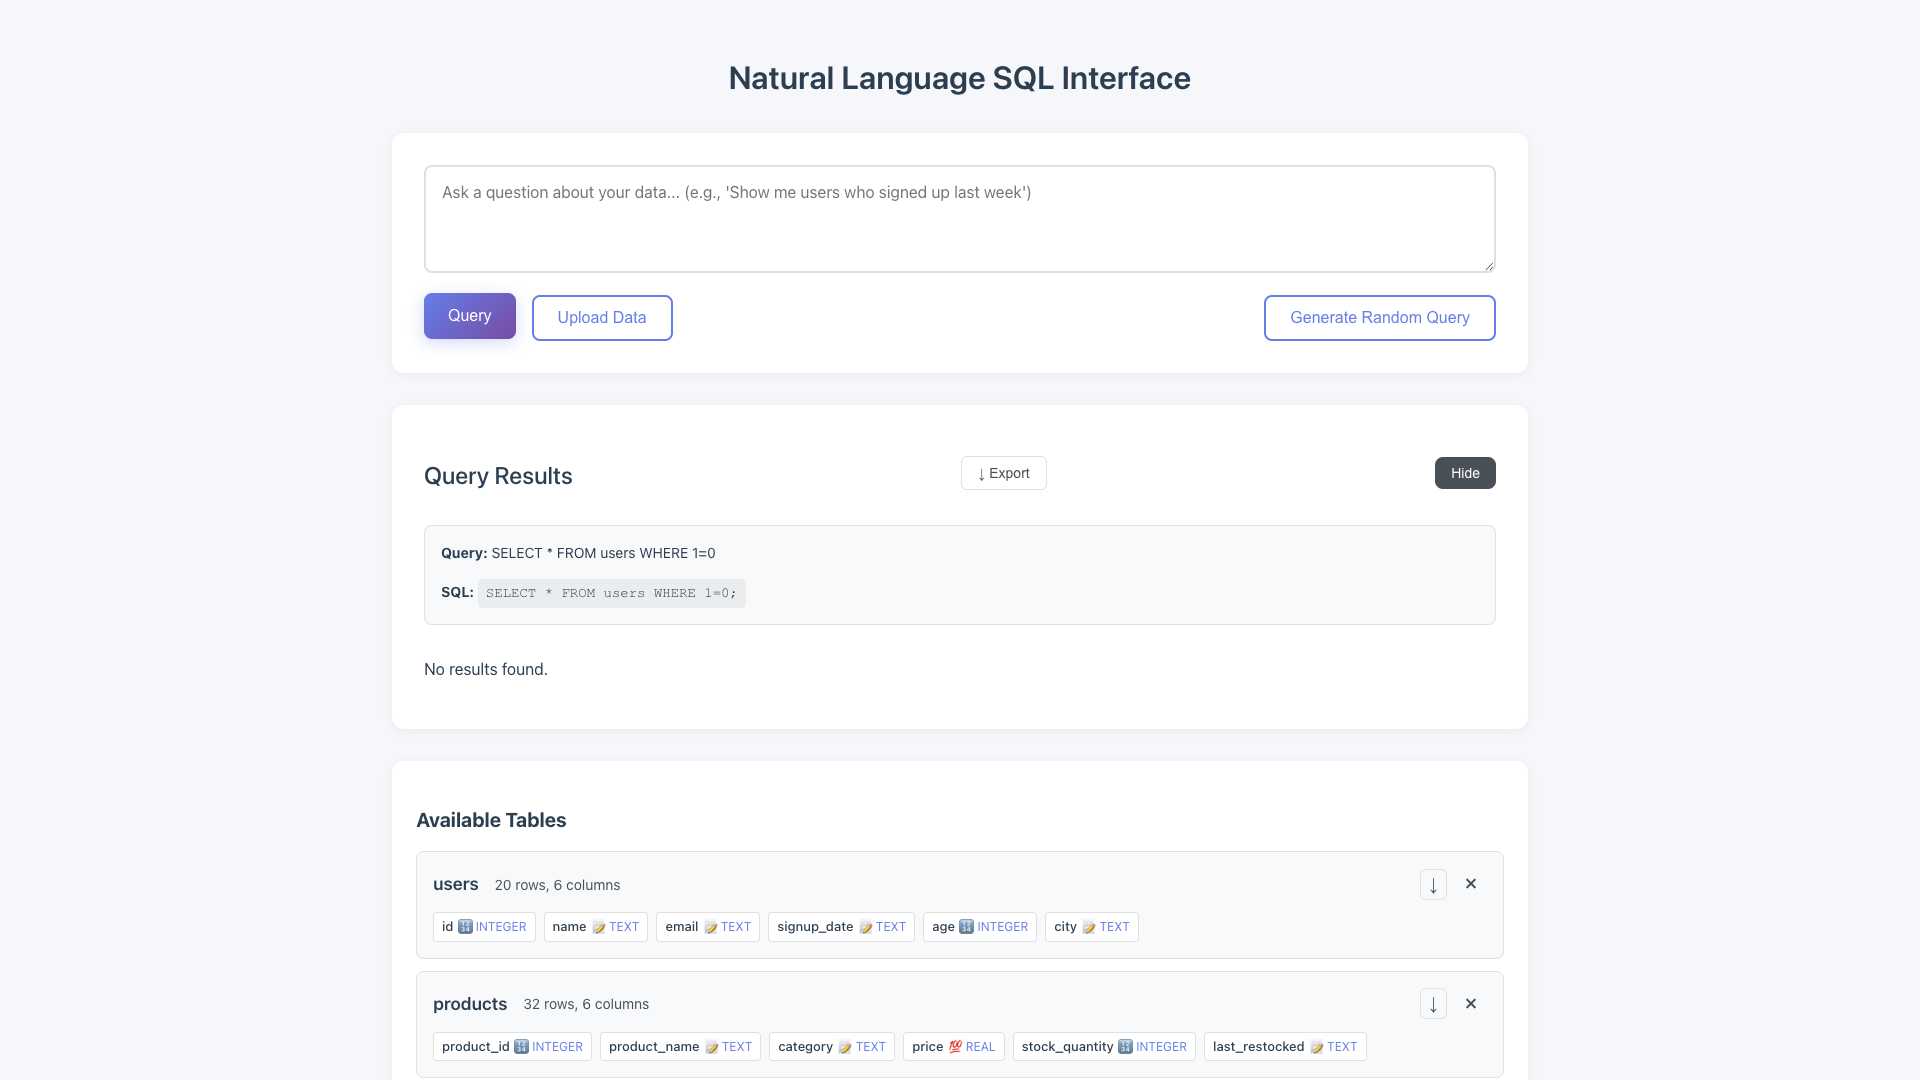 Natural Language SQL Interface
Ask a question about your data... (e.g., 'Show me users who signed up last week')
Query
Upload Data
Generate Random Query
Query Results
↓ Export
Hide
Query: SELECT * FROM users WHERE 1=0
SQL: SELECT * FROM users WHERE 1=0;
No results found.
Available Tables
users 20 rows, 6 columns ↓ ×
id 🔢 INTEGER name 📝 TEXT email 📝 TEXT signup_date 📝 TEXT age 🔢 INTEGER city 📝 TEXT
products 32 rows, 6 columns ↓ ×
product_id 🔢 INTEGER product_name 📝 TEXT category 📝 TEXT price 💯 REAL stock_quantity 🔢 INTEGER last_restocked 📝 TEXT